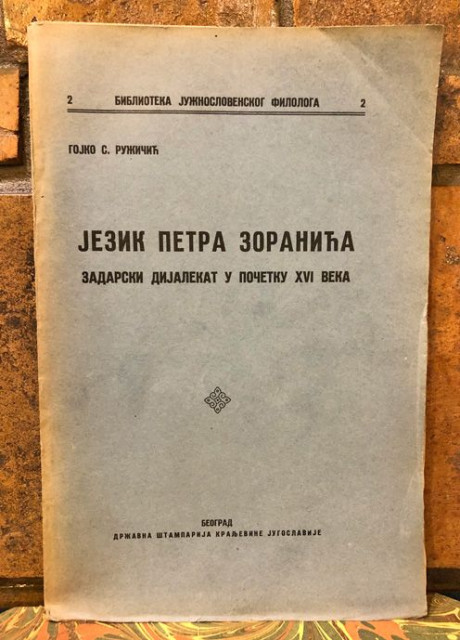 2 БИБЛИОТЕКА ЈУЖНОСЛОВЕНСКОГ ФИЛОЛОГА 2
ГОЈКО С. РУЖИЧИЋ
ЈЕЗИК ПЕТРА ЗОРАНИЋА
ЗАДАРСКИ ДИЈАЛЕКАТ У ПОЧЕТКУ XVI ВЕКА
БЕОГРАД
ДРЖАВНА ШТАМПАРИЈА КРАЉЕВИНЕ ЈУГОСЛАВИЈЕ